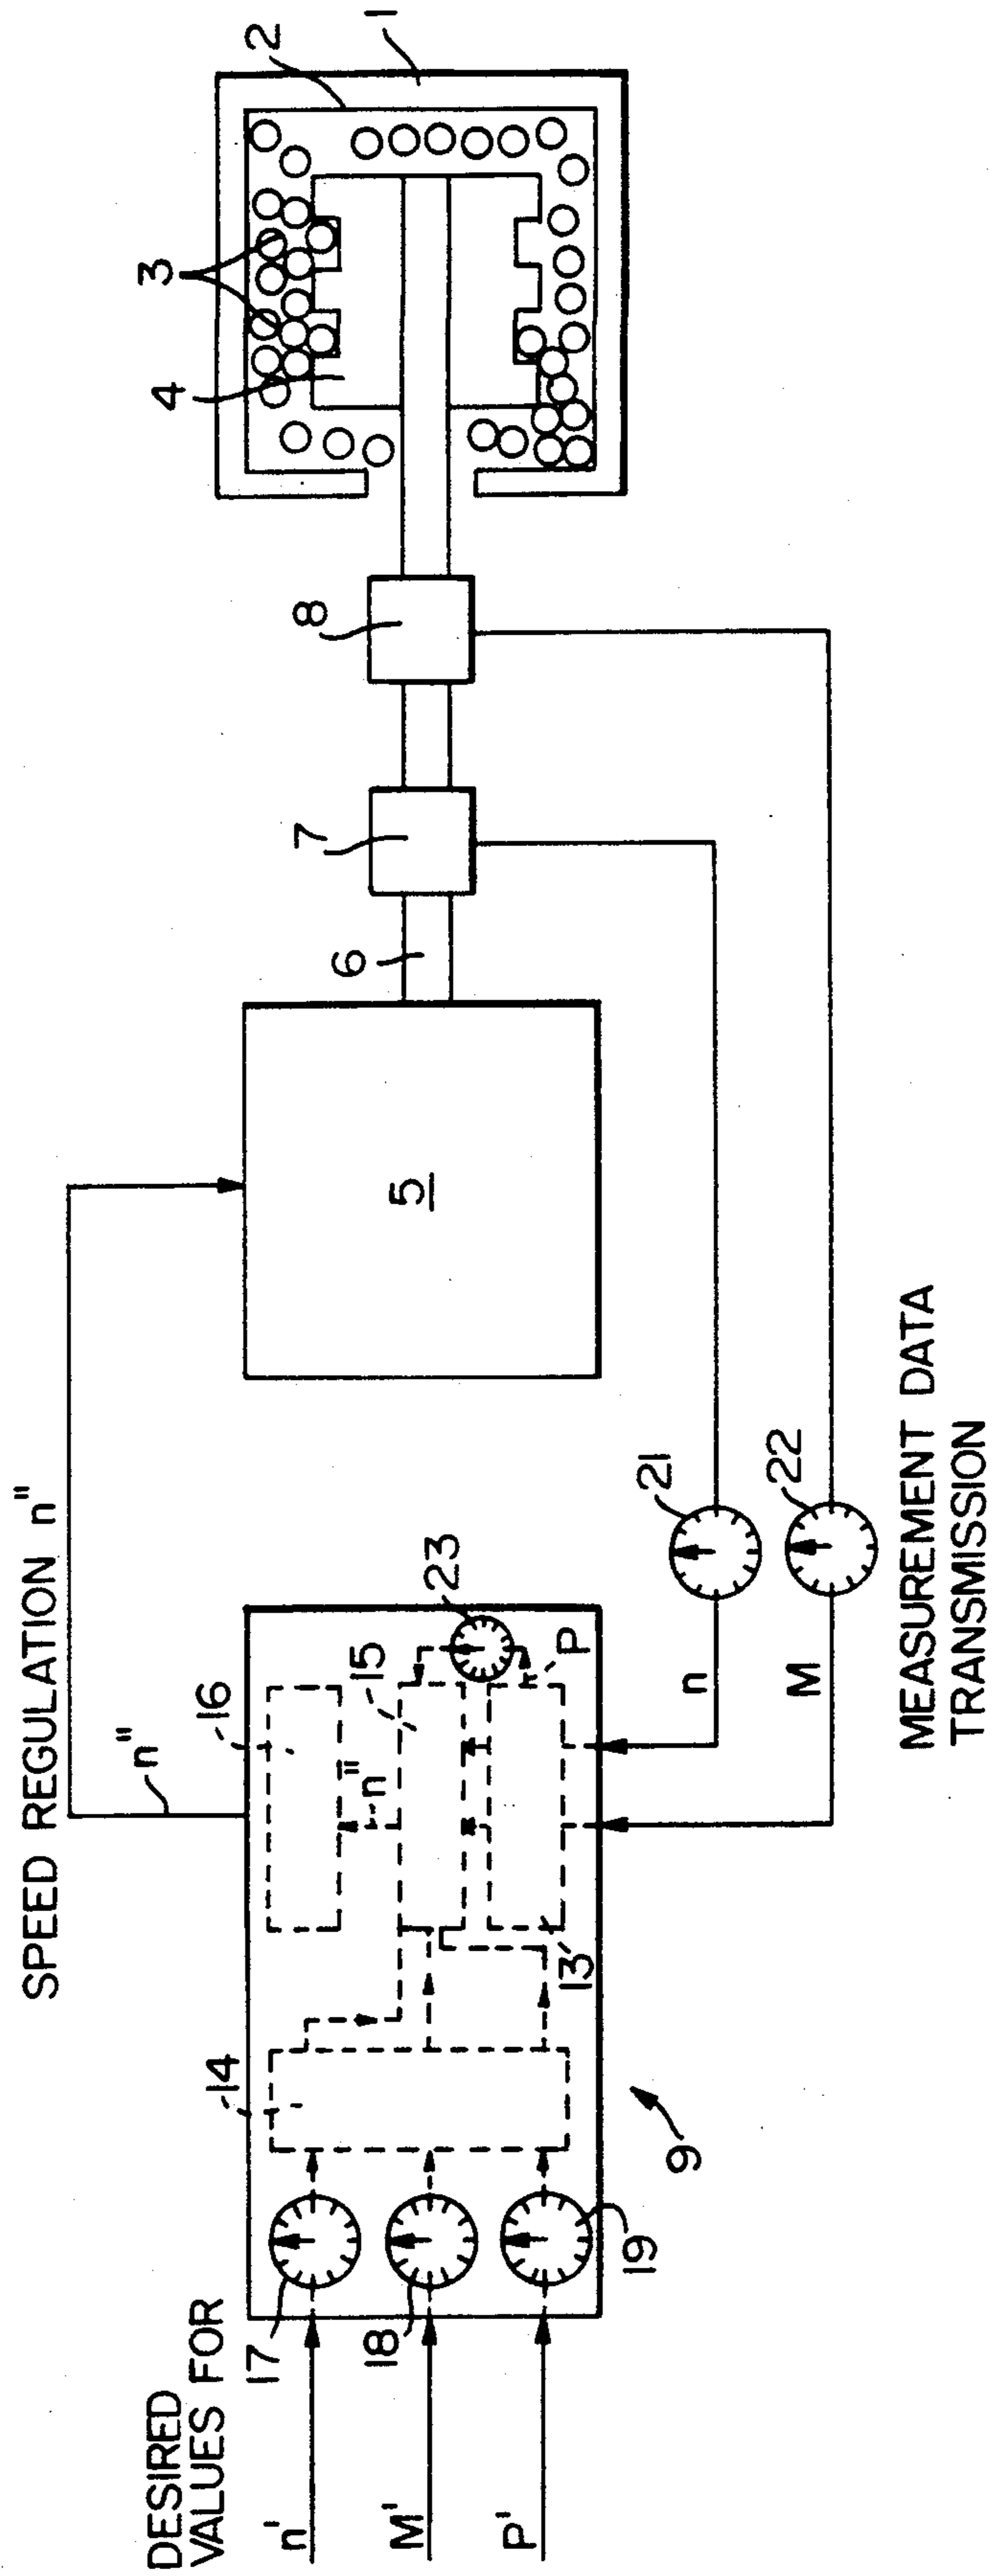 SPEED REGULATION n"
n"
DESIRED
VALUES FOR
n'
M'
P'
17
18
19
14
16
15
n"
23
P
13
9
n
M
21
22
MEASUREMENT DATA
TRANSMISSION
5
6
7
8
4
3
2
1